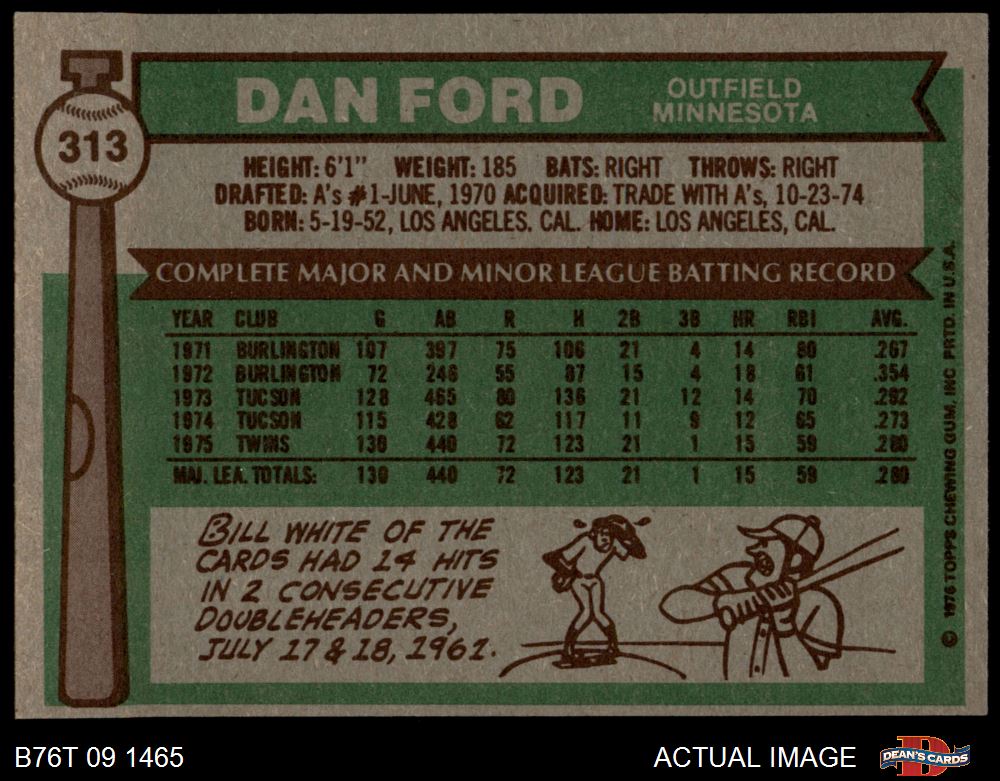 313
DAN FORD
OUTFIELD
MINNESOTA
HEIGHT: 6'1" WEIGHT: 185 BATS: RIGHT THROWS: RIGHT
DRAFTED: A's #1-JUNE, 1970 ACQUIRED: TRADE WITH A's, 10-23-74
BORN: 5-19-52, LOS ANGELES. CAL. HOME: LOS ANGELES, CAL.
COMPLETE MAJOR AND MINOR LEAGUE BATTING RECORD
YEAR CLUB G AB R H 2B 3B HR RBI AVG.
1971 BURLINGTON 107 397 75 106 21 4 14 80 .267
1972 BURLINGTON 72 246 55 87 15 4 18 61 .354
1973 TUCSON 128 465 80 136 21 12 14 70 .292
1974 TUCSON 115 428 62 117 11 9 12 65 .273
1975 TWINS 130 440 72 123 21 1 15 59 .280
MAJ. LEA. TOTALS: 130 440 72 123 21 1 15 59 .280
BILL WHITE OF THE
CARDS HAD 14 HITS
IN 2 CONSECUTIVE
DOUBLEHEADERS,
JULY 17 & 18, 1961.
© 1976 TOPPS CHEWING GUM, INC PRTD. IN U.S.A.
B76T 09 1465
ACTUAL IMAGE
DEAN'S CARDS